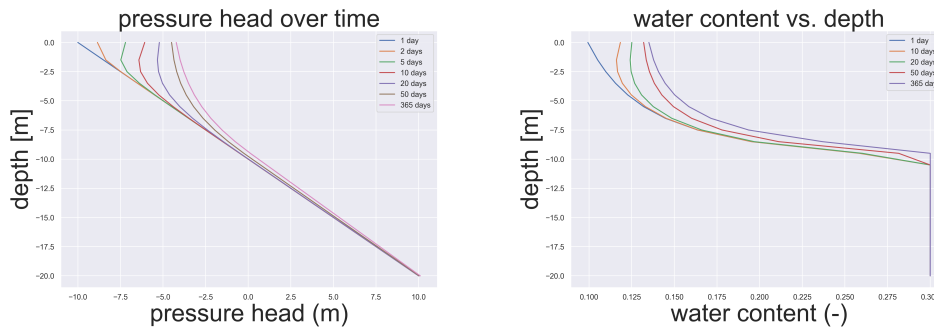 pressure head over time
0.0
−2.5
−5.0
−7.5
−10.0
−12.5
−15.0
−17.5
−20.0
depth [m]
−10.0 −7.5 −5.0 −2.5 0.0 2.5 5.0 7.5 10.0
pressure head (m)
1 day
2 days
5 days
10 days
20 days
50 days
365 days
water content vs. depth
0.0
−2.5
−5.0
−7.5
−10.0
−12.5
−15.0
−17.5
−20.0
depth [m]
0.100 0.125 0.150 0.175 0.200 0.225 0.250 0.275 0.30
water content (-)
1 day
10 days
20 days
50 days
365 days